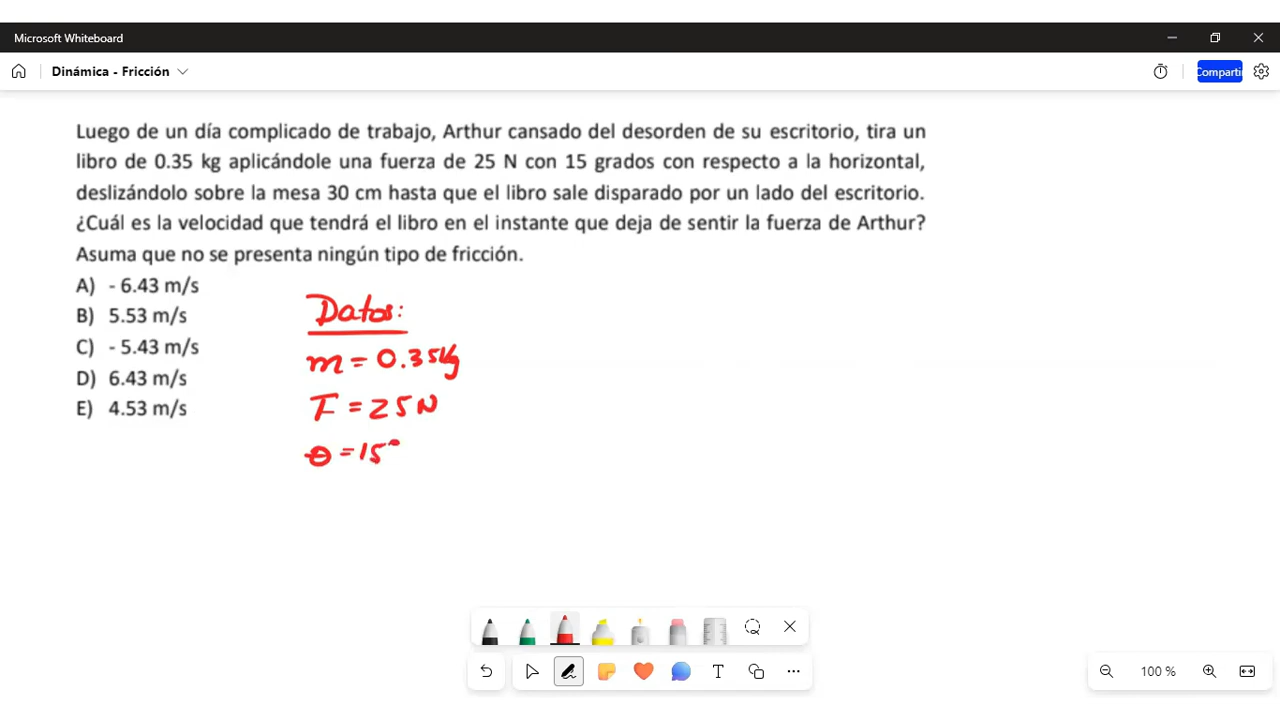 Microsoft Whiteboard
Dinámica - Fricción
Comparti
Luego de un día complicado de trabajo, Arthur cansado del desorden de su escritorio, tira un
libro de 0.35 kg aplicándole una fuerza de 25 N con 15 grados con respecto a la horizontal,
deslizándolo sobre la mesa 30 cm hasta que el libro sale disparado por un lado del escritorio.
¿Cuál es la velocidad que tendrá el libro en el instante que deja de sentir la fuerza de Arthur?
Asuma que no se presenta ningún tipo de fricción.
A) - 6.43 m/s
B) 5.53 m/s
C) - 5.43 m/s
D) 6.43 m/s
E) 4.53 m/s
Datos:
m = 0.35Kg
F = 25 N
θ = 15°
100 %